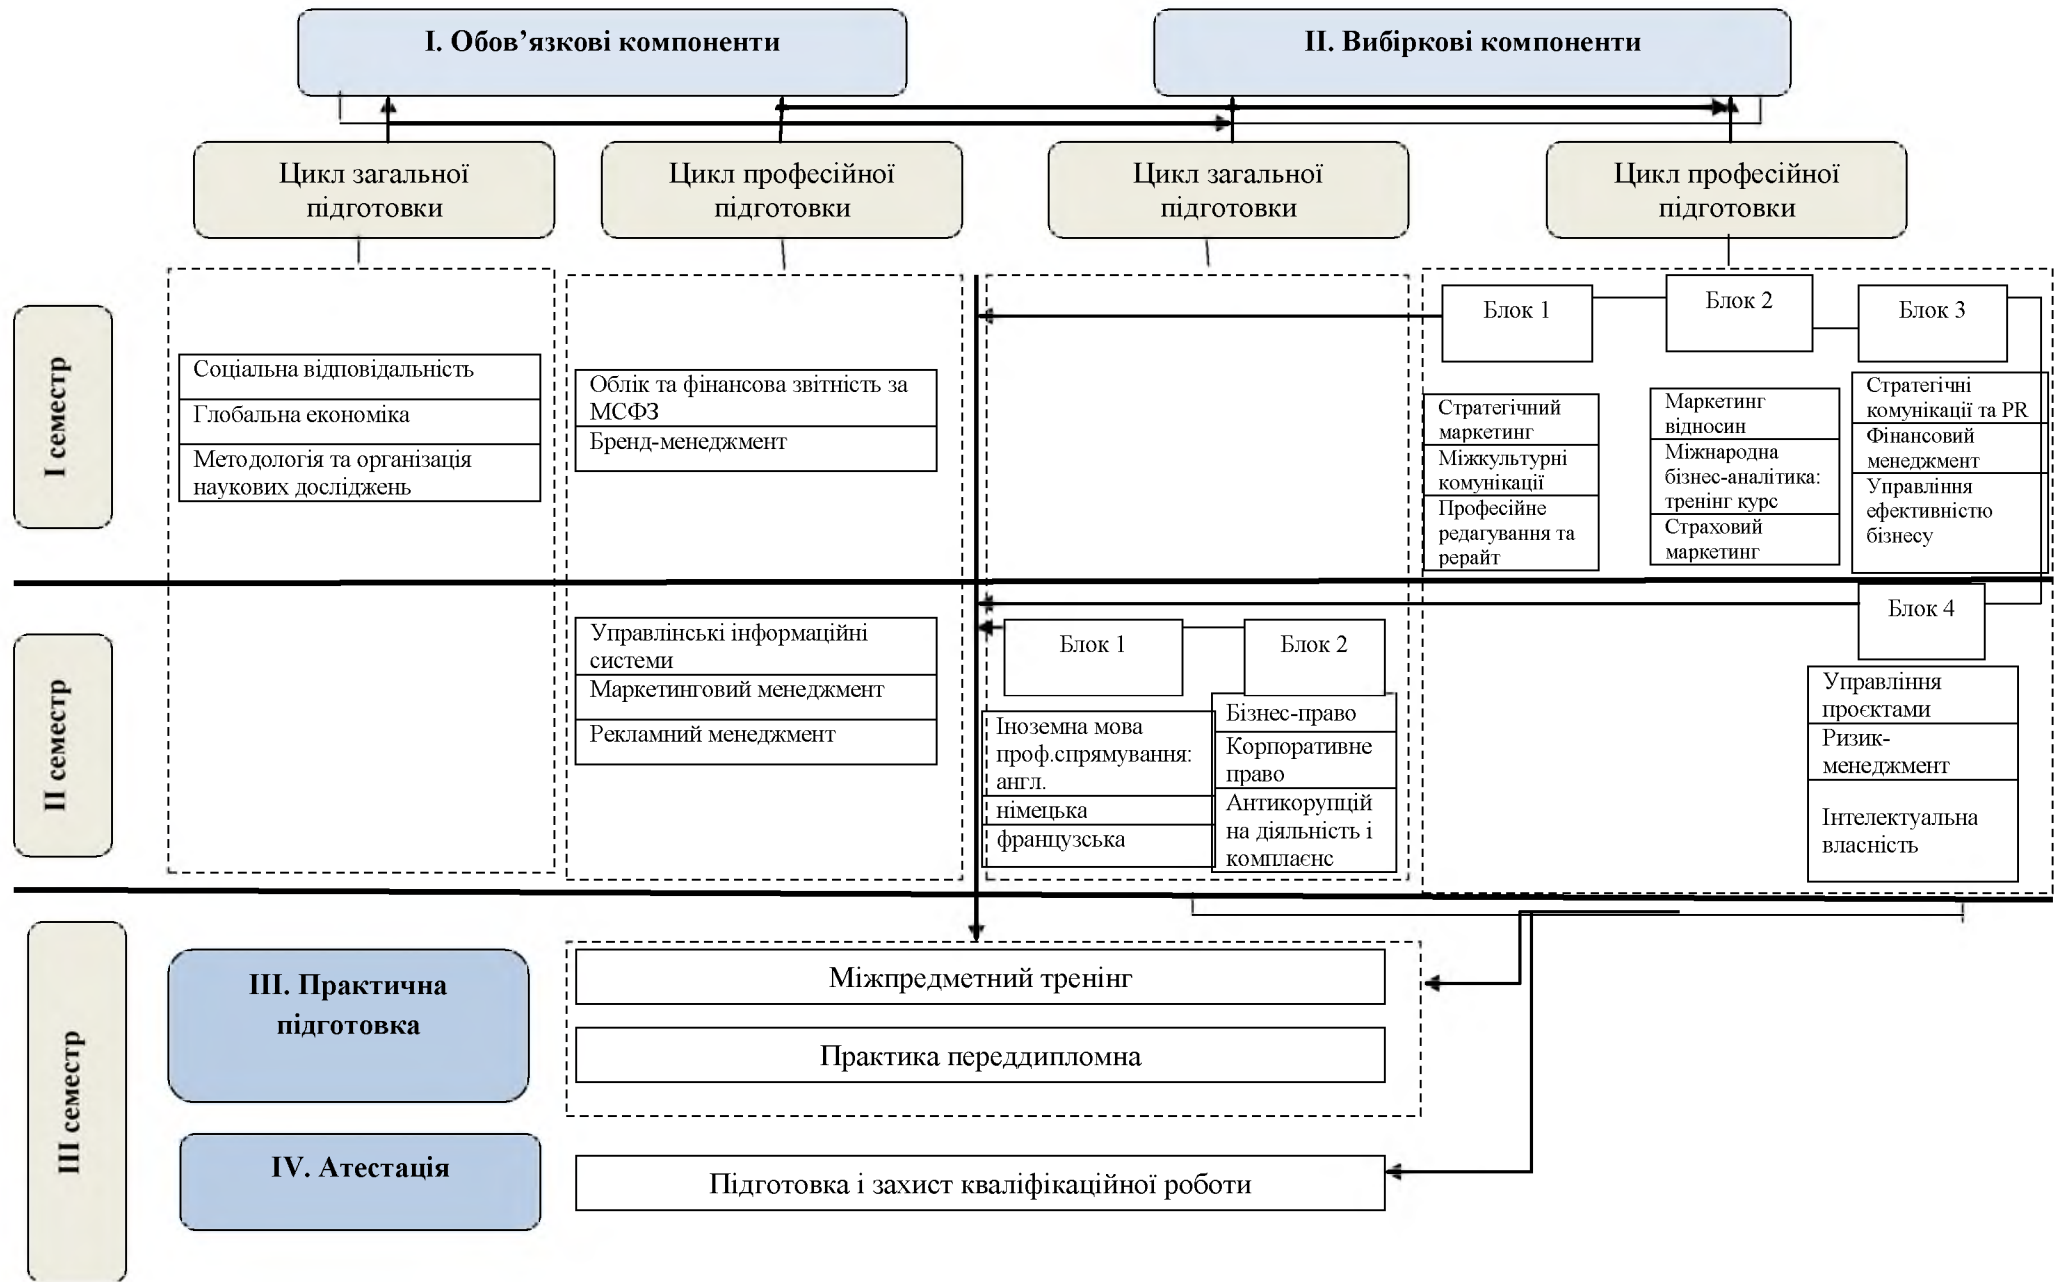 І. Обов’язкові компоненти
ІІ. Вибіркові компоненти
Цикл загальної
підготовки
Цикл професійної
підготовки
Цикл загальної
підготовки
Цикл професійної
підготовки
І семестр
Соціальна відповідальність
Глобальна економіка
Методологія та організація
наукових досліджень
Облік та фінансова звітність за
МСФЗ
Бренд-менеджмент
Блок 1
Блок 2
Блок 3
Стратегічний
маркетинг
Міжкультурні
комунікації
Професійне
редагування та
рерайт
Маркетинг
відносин
Міжнародна
бізнес-аналітика:
тренінг курс
Страховий
маркетинг
Стратегічні
комунікації та PR
Фінансовий
менеджмент
Управління
ефективністю
бізнесу
ІІ семестр
Управлінські інформаційні
системи
Маркетинговий менеджмент
Рекламний менеджмент
Блок 1
Блок 2
Іноземна мова
проф.спрямування:
англ.
німецька
французська
Бізнес-право
Корпоративне
право
Антикорупцій
на діяльність і
комплаєнс
Блок 4
Управління
проєктами
Ризик-
менеджмент
Інтелектуальна
власність
ІІІ семестр
ІІІ. Практична
підготовка
Міжпредметний тренінг
Практика переддипломна
IV. Атестація
Підготовка і захист кваліфікаційної роботи